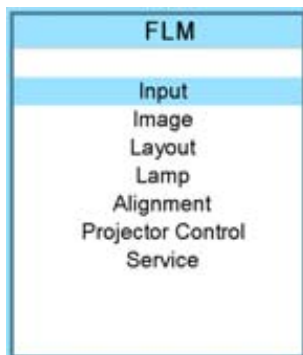 FLM
Input
Image
Layout
Lamp
Alignment
Projector Control
Service